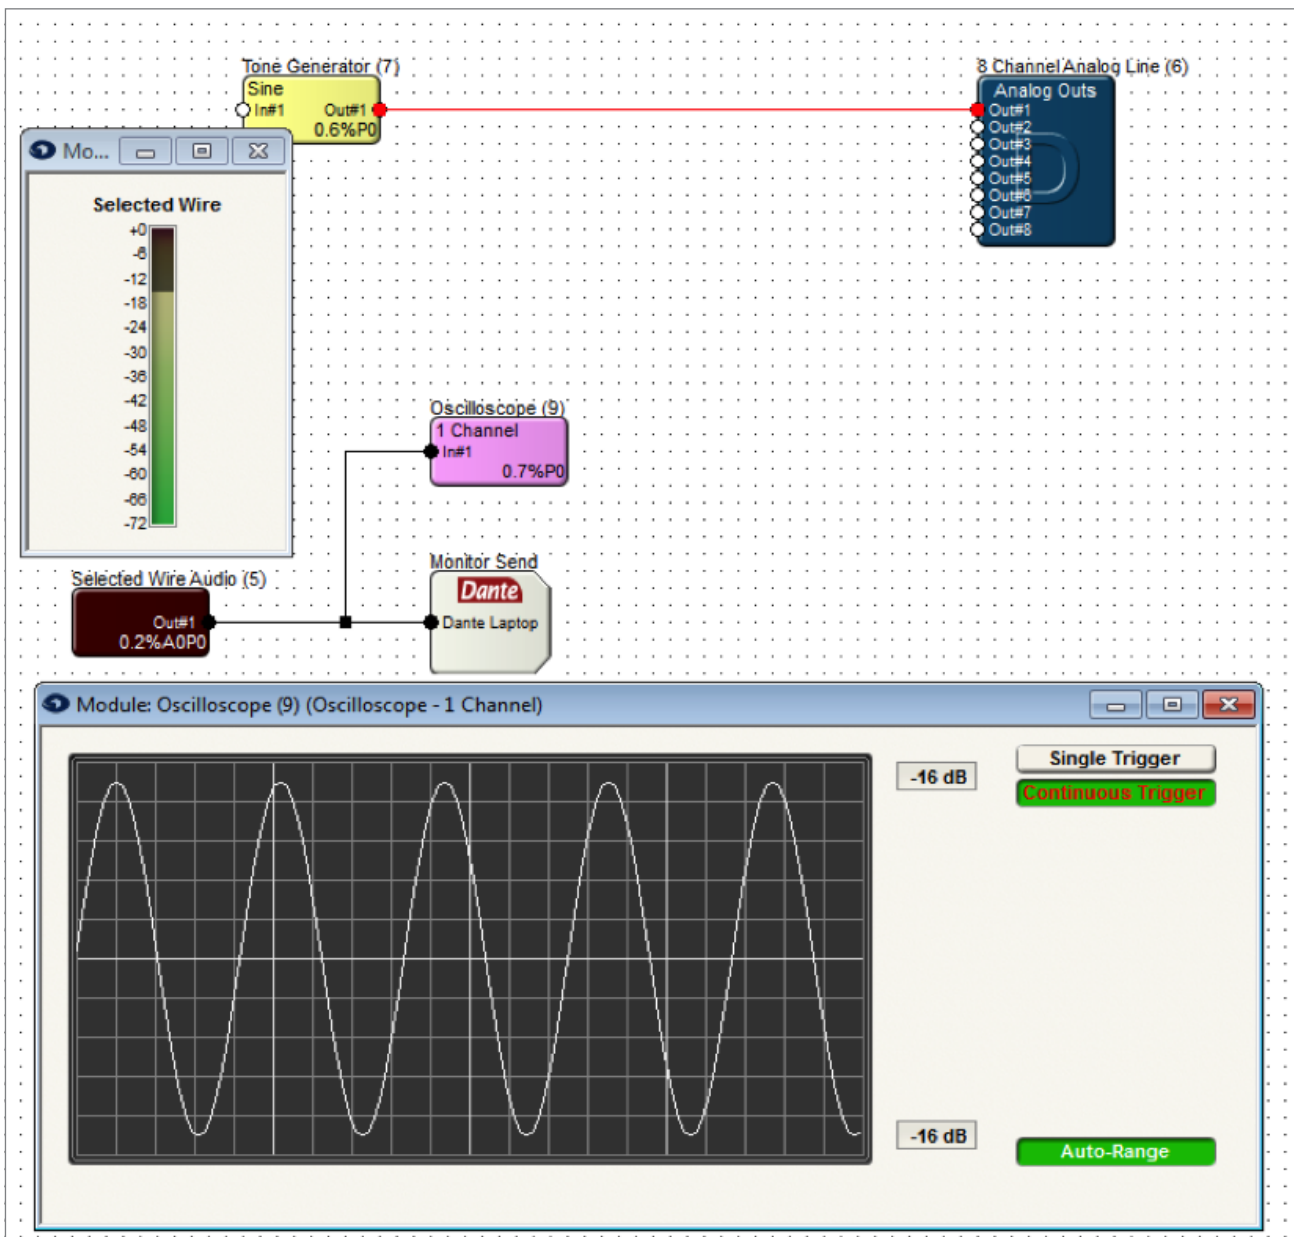 Tone Generator (7)
Sine
In#1 Out#1
0.6%P0
8 Channel Analog Line (6)
Analog Outs
Out#1
Out#2
Out#3
Out#4
Out#5
Out#6
Out#7
Out#8
D
Mo...
Selected Wire
+0
-6
-12
-18
-24
-30
-36
-42
-48
-54
-60
-66
-72
Oscilloscope (9)
1 Channel
In#1
0.7%P0
Selected Wire Audio (5)
Out#1
0.2%A0P0
Monitor Send
Dante
Dante Laptop
Module: Oscilloscope (9) (Oscilloscope - 1 Channel)
-16 dB
Single Trigger
Continuous Trigger
-16 dB
Auto-Range